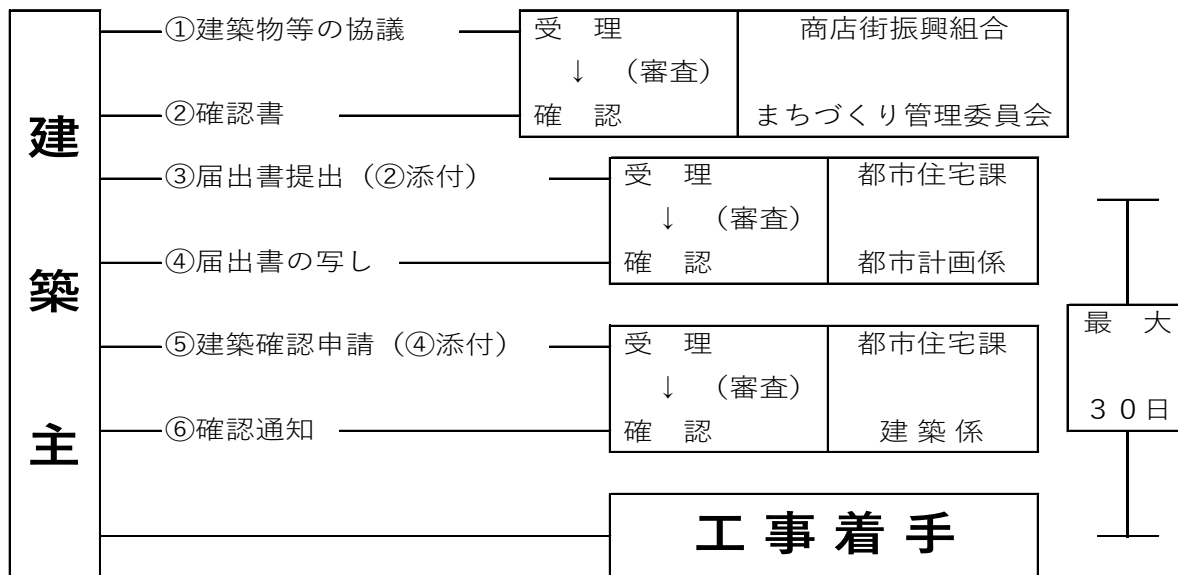 建築主
①建築物等の協議
受 理 商店街振興組合
↓ （審査）
②確認書
確 認 まちづくり管理委員会
③届出書提出（②添付）
受 理 都市住宅課
↓ （審査）
④届出書の写し
確 認 都市計画係
⑤建築確認申請（④添付）
受 理 都市住宅課
↓ （審査）
⑥確認通知
確 認 建 築 係
最 大
３０日
工 事 着 手